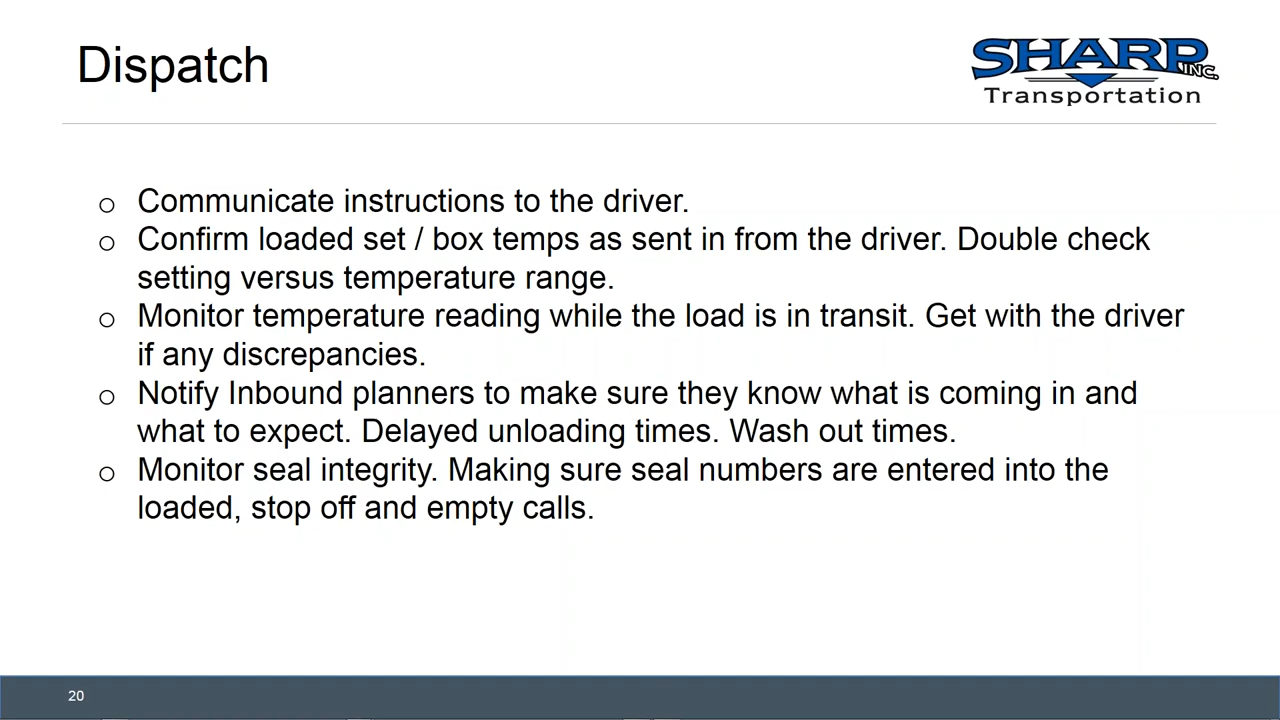 Dispatch
SHARP INC.
Transportation
o Communicate instructions to the driver.
o Confirm loaded set / box temps as sent in from the driver. Double check
setting versus temperature range.
o Monitor temperature reading while the load is in transit. Get with the driver
if any discrepancies.
o Notify Inbound planners to make sure they know what is coming in and
what to expect. Delayed unloading times. Wash out times.
o Monitor seal integrity. Making sure seal numbers are entered into the
loaded, stop off and empty calls.
20